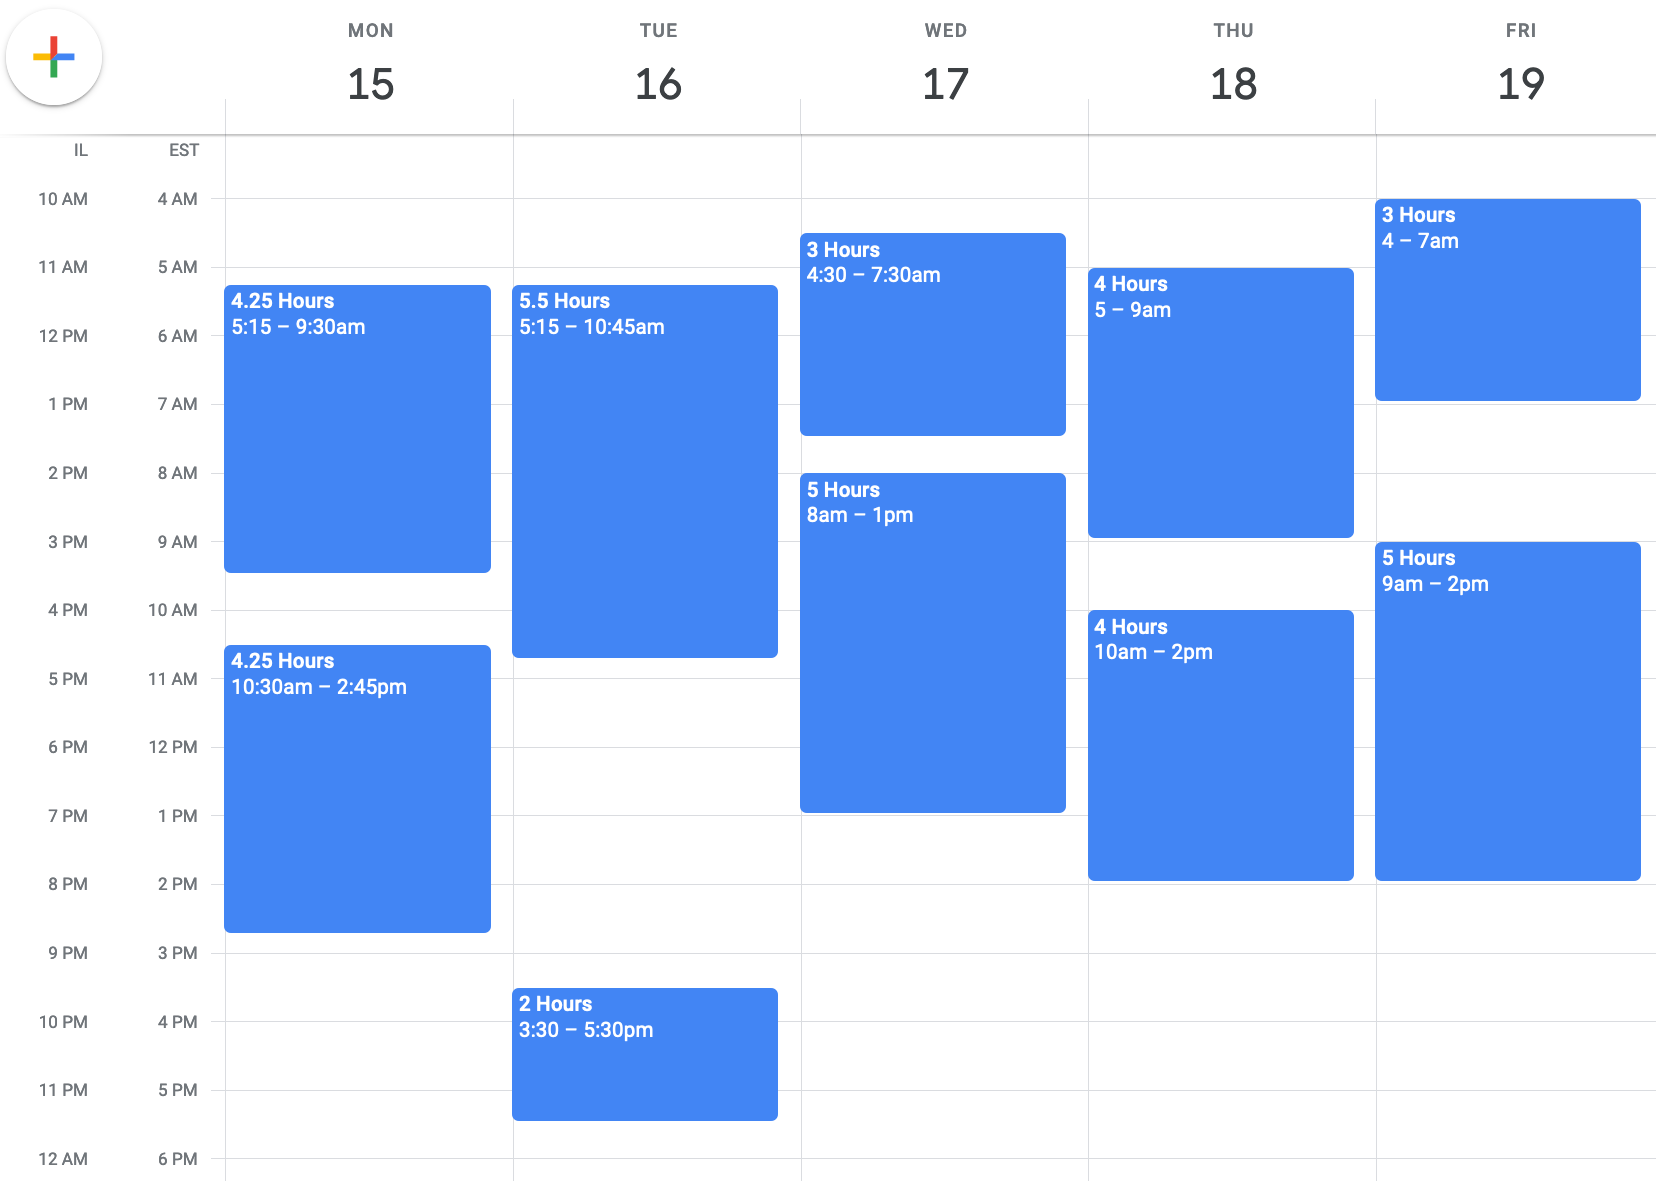 MON TUE WED THU FRI
15 16 17 18 19
IL EST
10 AM 4 AM
11 AM 5 AM
12 PM 6 AM
1 PM 7 AM
2 PM 8 AM
3 PM 9 AM
4 PM 10 AM
5 PM 11 AM
6 PM 12 PM
7 PM 1 PM
8 PM 2 PM
9 PM 3 PM
10 PM 4 PM
11 PM 5 PM
12 AM 6 PM
4.25 Hours
5:15 – 9:30am
4.25 Hours
10:30am – 2:45pm
5.5 Hours
5:15 – 10:45am
2 Hours
3:30 – 5:30pm
3 Hours
4:30 – 7:30am
5 Hours
8am – 1pm
4 Hours
5 – 9am
4 Hours
10am – 2pm
3 Hours
4 – 7am
5 Hours
9am – 2pm